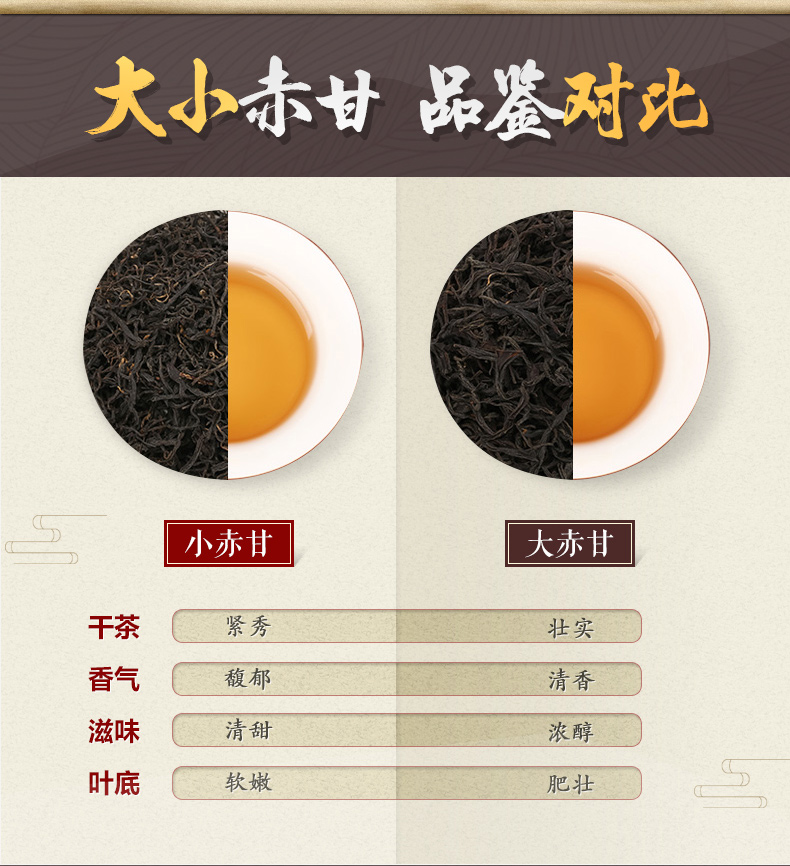 大小赤甘 品鉴对比
小赤甘 大赤甘
干茶 紧秀 壮实
香气 馥郁 清香
滋味 清甜 浓醇
叶底 软嫩 肥壮